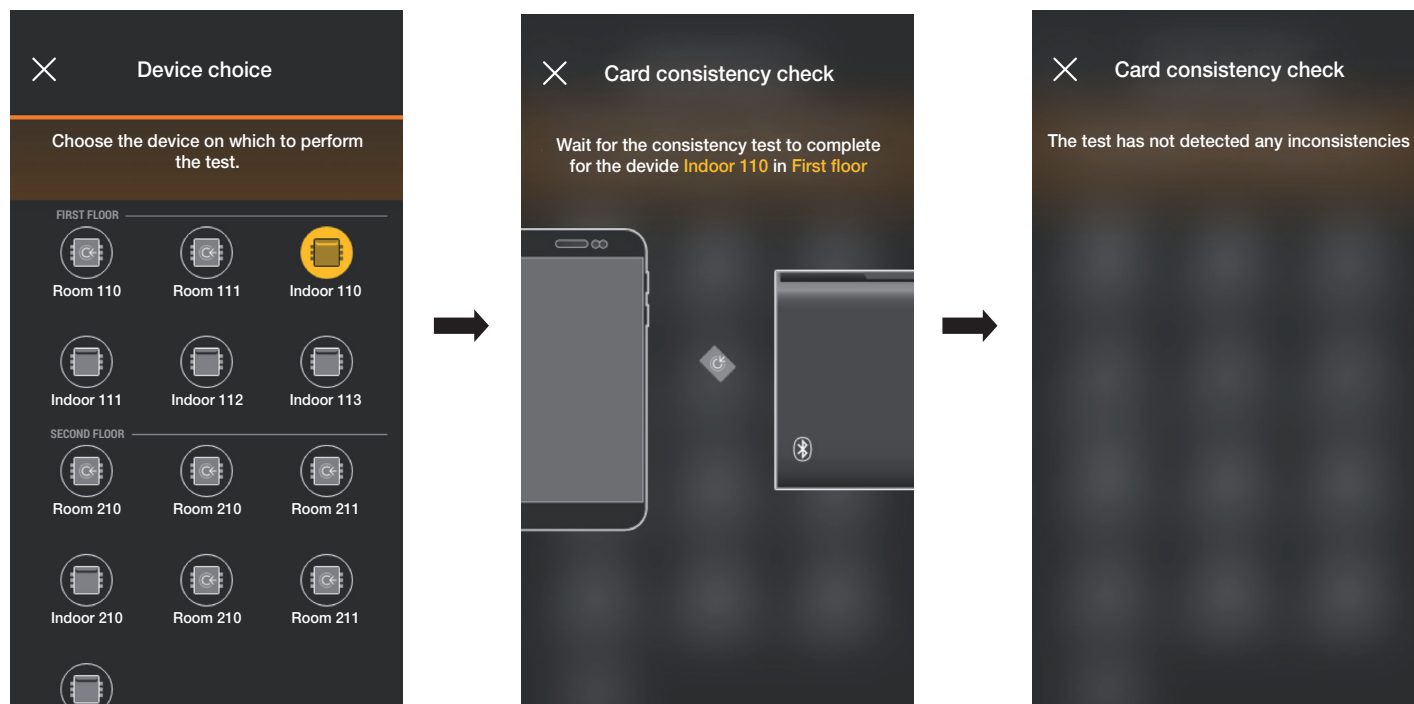 Device choice
Choose the device on which to perform
the test.
FIRST FLOOR
Room 110
Room 111
Indoor 110
Indoor 111
Indoor 112
Indoor 113
SECOND FLOOR
Room 210
Room 210
Room 211
Indoor 210
Room 210
Room 211
Card consistency check
Wait for the consistency test to complete
for the devide Indoor 110 in First floor
Card consistency check
The test has not detected any inconsistencies